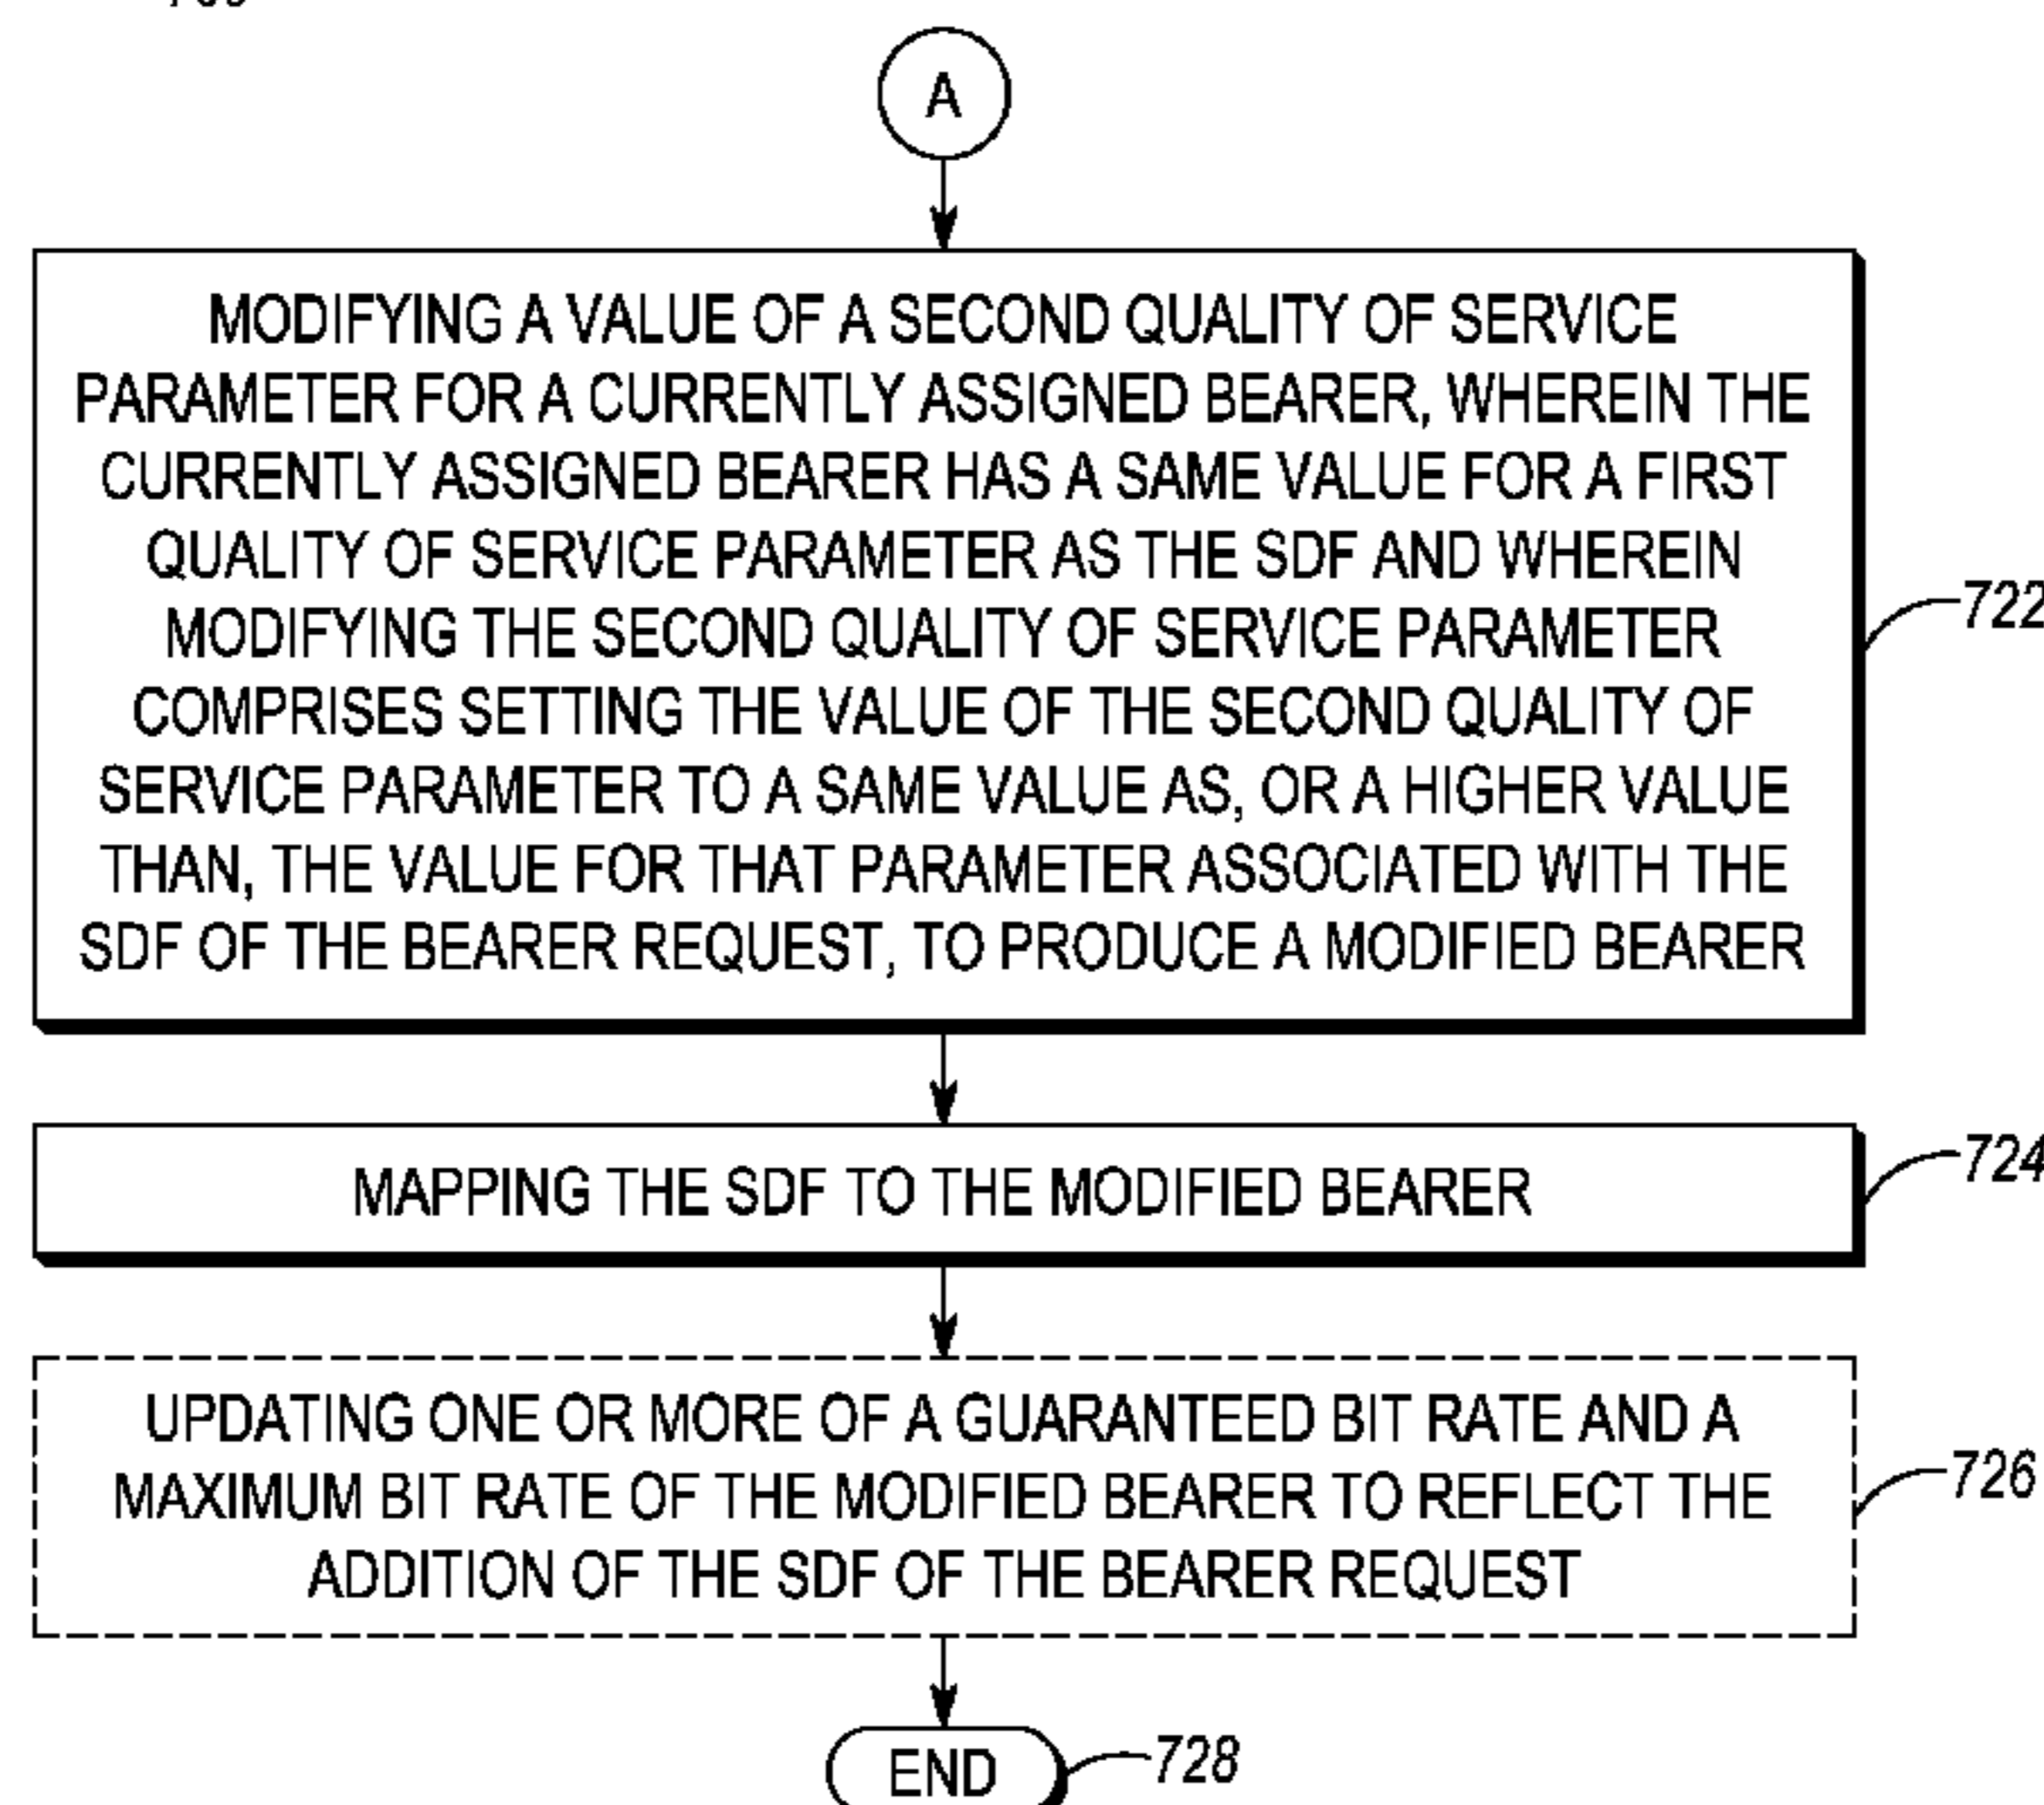 A
MODIFYING A VALUE OF A SECOND QUALITY OF SERVICE
PARAMETER FOR A CURRENTLY ASSIGNED BEARER, WHEREIN THE
CURRENTLY ASSIGNED BEARER HAS A SAME VALUE FOR A FIRST
QUALITY OF SERVICE PARAMETER AS THE SDF AND WHEREIN
MODIFYING THE SECOND QUALITY OF SERVICE PARAMETER
COMPRISES SETTING THE VALUE OF THE SECOND QUALITY OF
SERVICE PARAMETER TO A SAME VALUE AS, OR A HIGHER VALUE
THAN, THE VALUE FOR THAT PARAMETER ASSOCIATED WITH THE
SDF OF THE BEARER REQUEST, TO PRODUCE A MODIFIED BEARER
722
MAPPING THE SDF TO THE MODIFIED BEARER
724
UPDATING ONE OR MORE OF A GUARANTEED BIT RATE AND A
MAXIMUM BIT RATE OF THE MODIFIED BEARER TO REFLECT THE
ADDITION OF THE SDF OF THE BEARER REQUEST
726
END
728